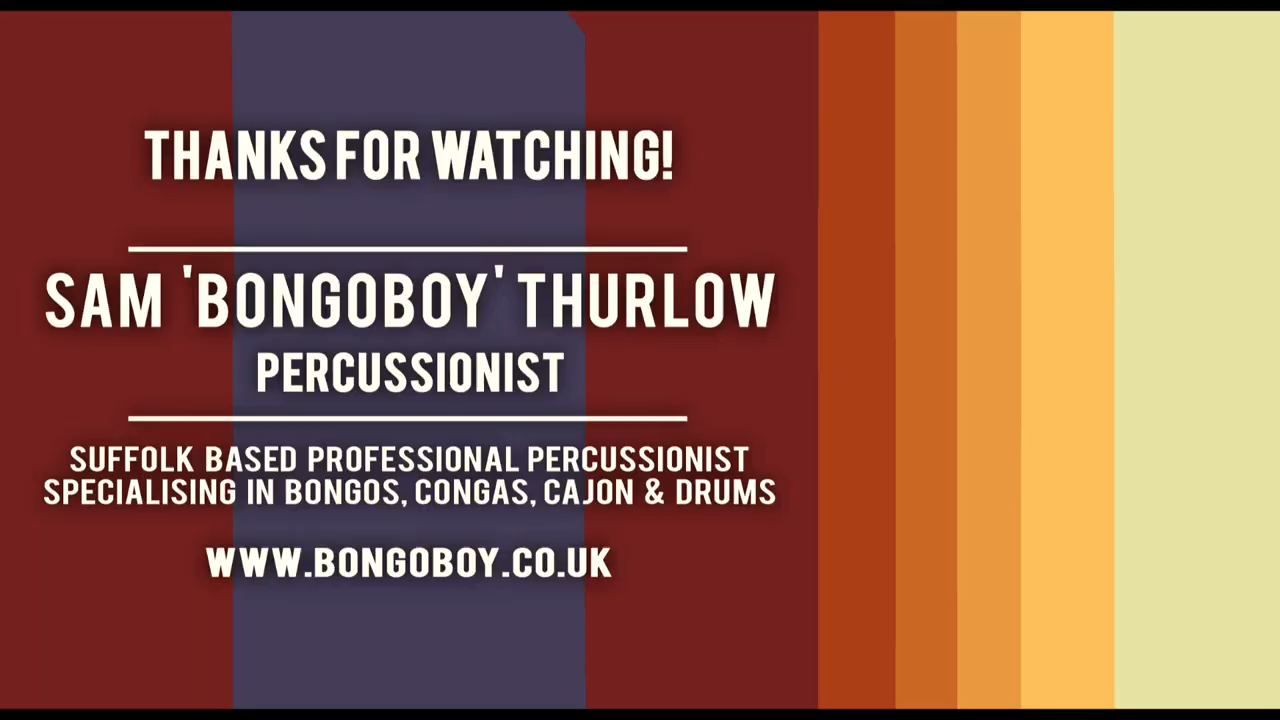 THANKS FOR WATCHING!
SAM 'BONGOBOY' THURLOW
PERCUSSIONIST
SUFFOLK BASED PROFESSIONAL PERCUSSIONIST
SPECIALISING IN BONGOS, CONGAS, CAJON & DRUMS
WWW.BONGOBOY.CO.UK